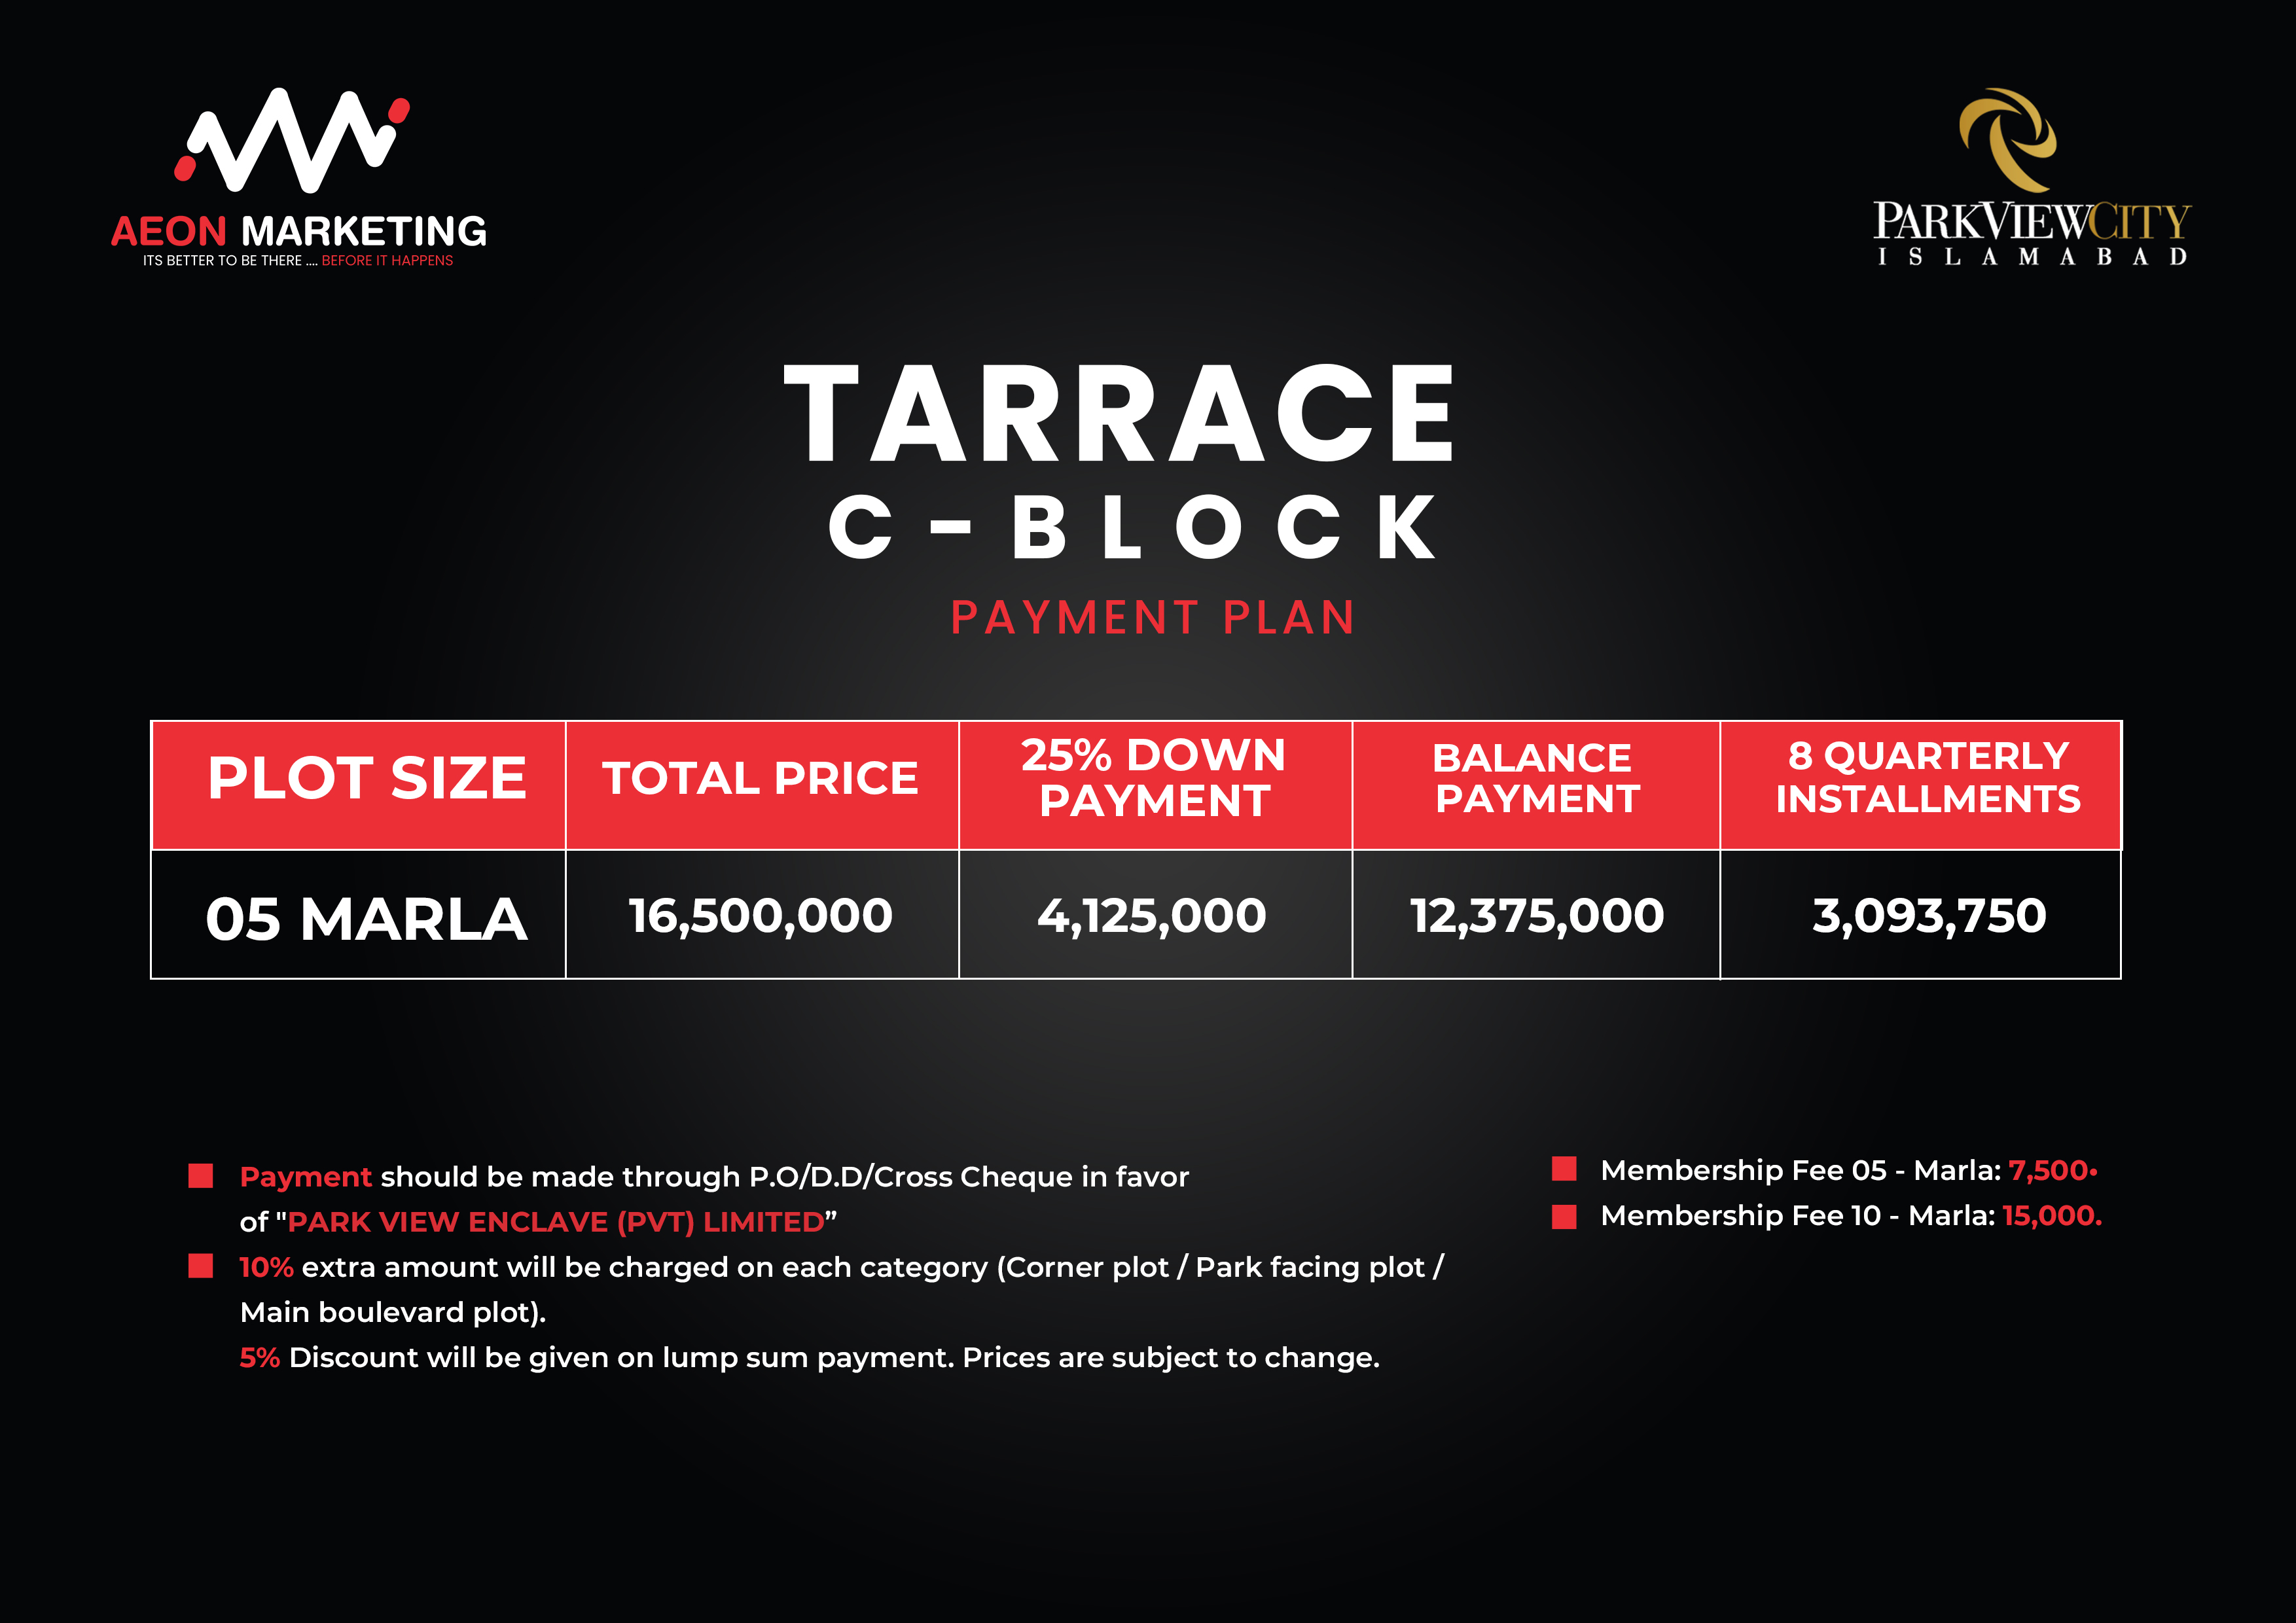 AEON MARKETING
ITS BETTER TO BE THERE .... BEFORE IT HAPPENS
PARKVIEWCITY
ISLAMABAD
TARRACE
C-BLOCK
PAYMENT PLAN
PLOT SIZE
TOTAL PRICE
25% DOWN
PAYMENT
BALANCE
PAYMENT
8 QUARTERLY
INSTALLMENTS
05 MARLA
16,500,000
4,125,000
12,375,000
3,093,750
Payment should be made through P.O/D.D/Cross Cheque in favor
of "PARK VIEW ENCLAVE (PVT) LIMITED”
10% extra amount will be charged on each category (Corner plot / Park facing plot /
Main boulevard plot).
5% Discount will be given on lump sum payment. Prices are subject to change.
Membership Fee 05 - Marla: 7,500•
Membership Fee 10 - Marla: 15,000.